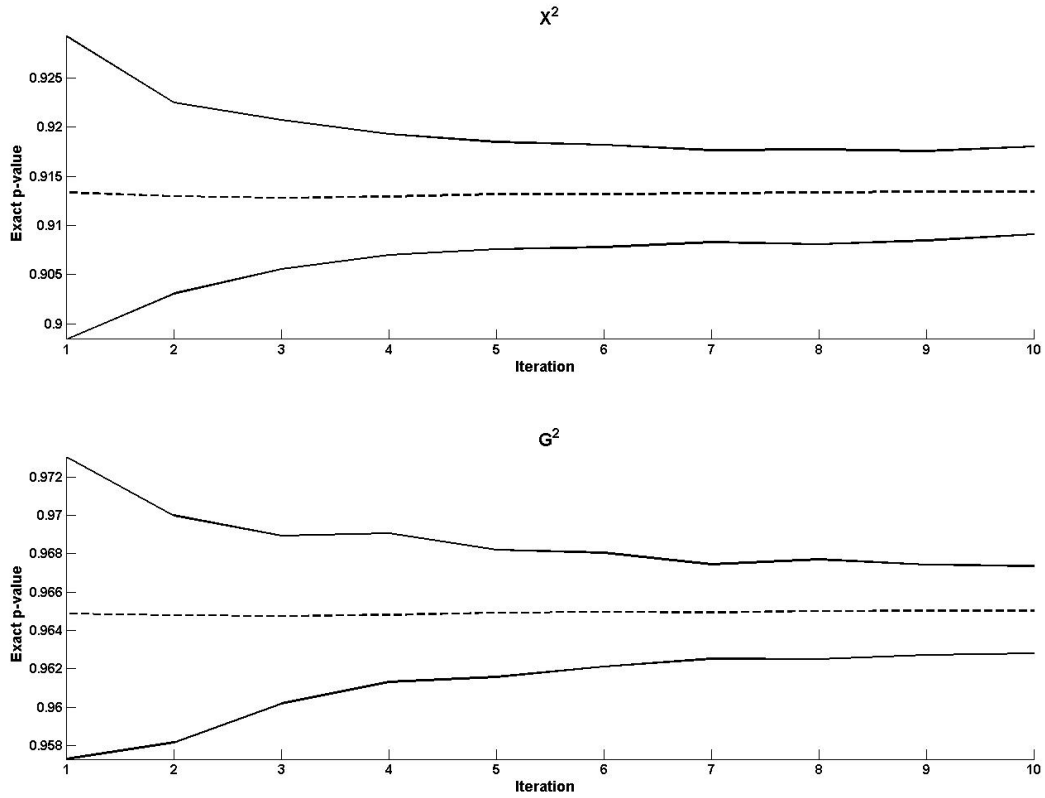 X²
0.925
0.92
0.915
0.91
0.905
0.9
Exact p-value
1 2 3 4 5 6 7 8 9 10
Iteration
G²
0.972
0.97
0.968
0.966
0.964
0.962
0.96
0.958
Exact p-value
1 2 3 4 5 6 7 8 9 10
Iteration